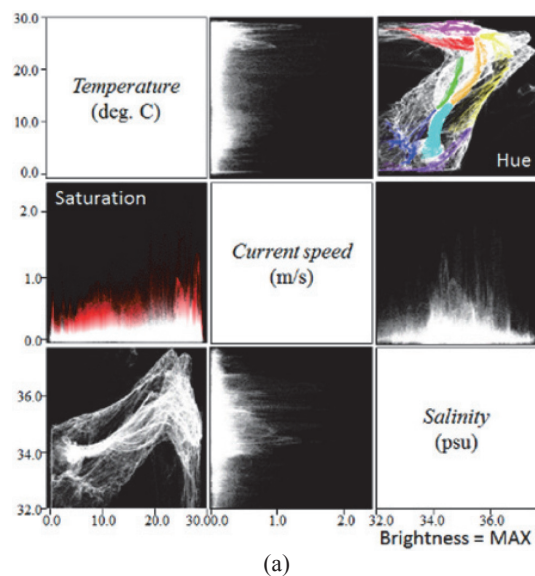 30.0
20.0
10.0
0.0
Temperature
(deg. C)
Hue
2.0
1.0
0.0
Saturation
Current speed
(m/s)
36.0
34.0
32.0
Salinity
(psu)
0.0 10.0 20.0 30.00.0 1.0 2.0 32.0 34.0 36.0
Brightness = MAX
(a)